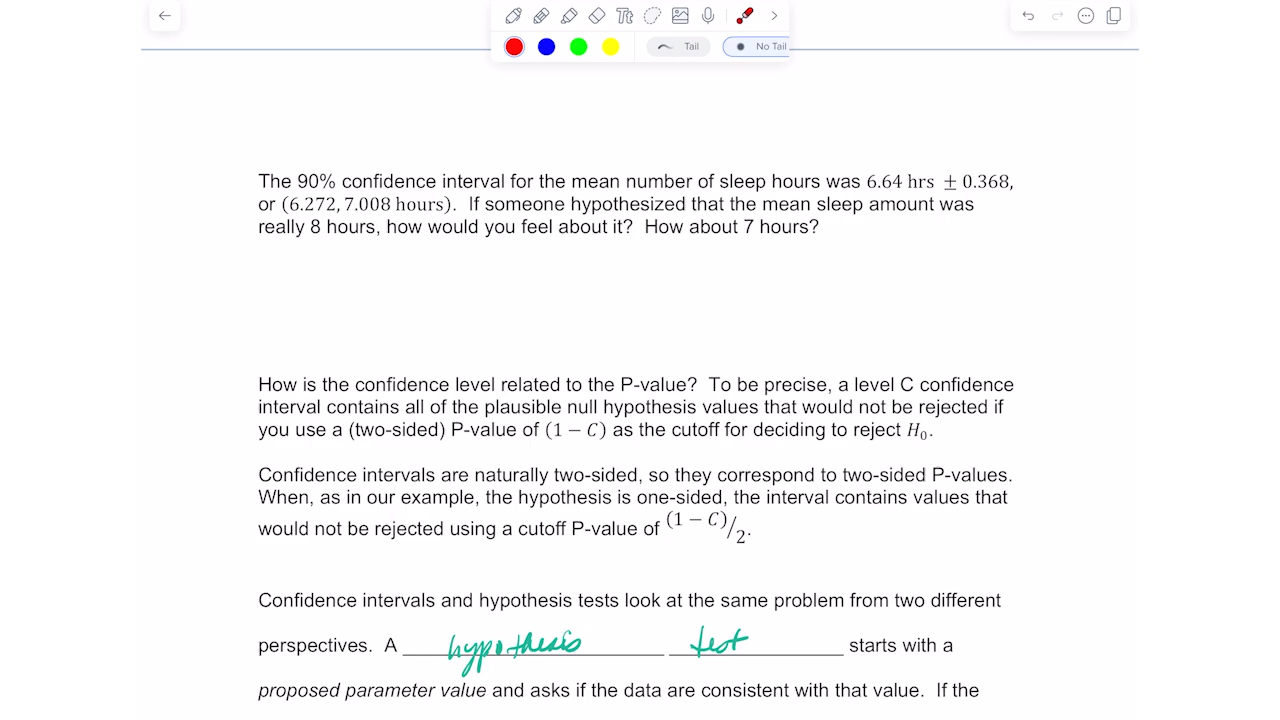 Tt
Tail
No Tail
The 90% confidence interval for the mean number of sleep hours was 6.64 hrs ± 0.368,
or (6.272, 7.008 hours). If someone hypothesized that the mean sleep amount was
really 8 hours, how would you feel about it? How about 7 hours?
How is the confidence level related to the P-value? To be precise, a level C confidence
interval contains all of the plausible null hypothesis values that would not be rejected if
you use a (two-sided) P-value of (1 − C) as the cutoff for deciding to reject H₀.
Confidence intervals are naturally two-sided, so they correspond to two-sided P-values.
When, as in our example, the hypothesis is one-sided, the interval contains values that
would not be rejected using a cutoff P-value of (1 − C)/2.
Confidence intervals and hypothesis tests look at the same problem from two different
perspectives. A hypothesis test starts with a
proposed parameter value and asks if the data are consistent with that value. If the